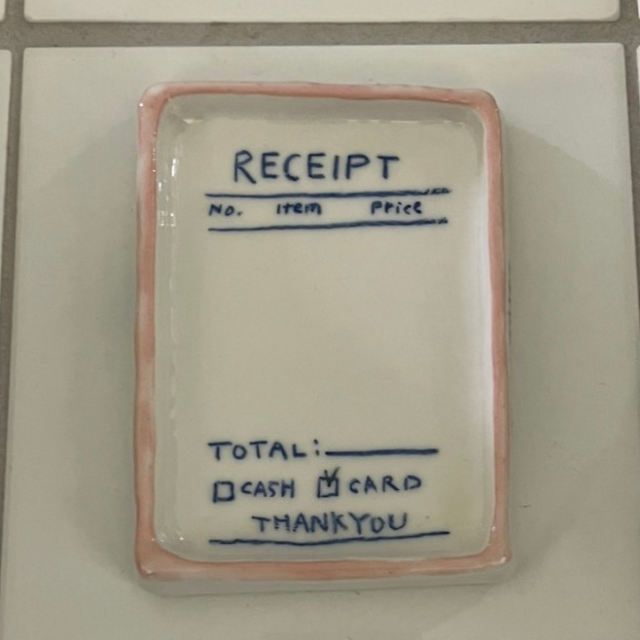 RECEIPT
No. Item Price
TOTAL:
CASH CARD
THANKYOU